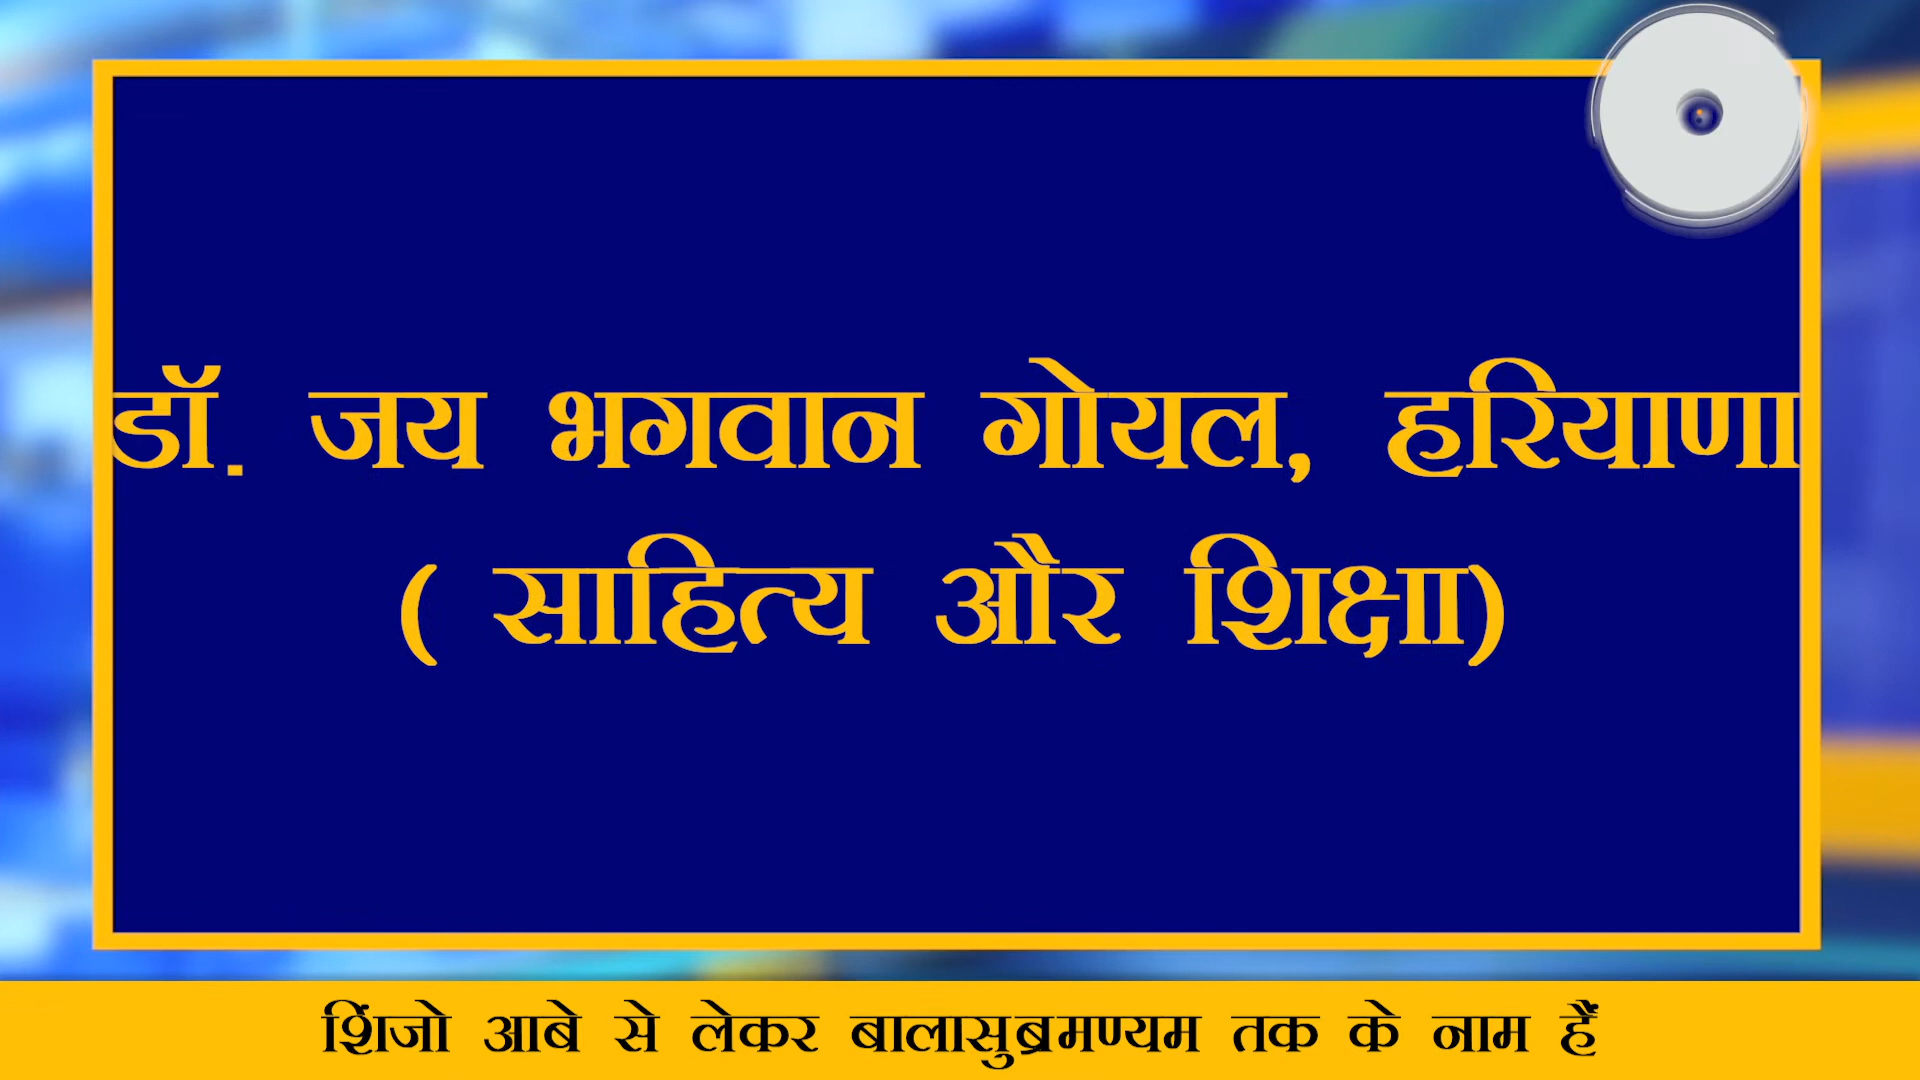 डॉ. जय भगवान गोयल, हरियाणा
( साहित्य और शिक्षा)
शिंजो आबे से लेकर बालासुब्रमण्यम तक के नाम हैं